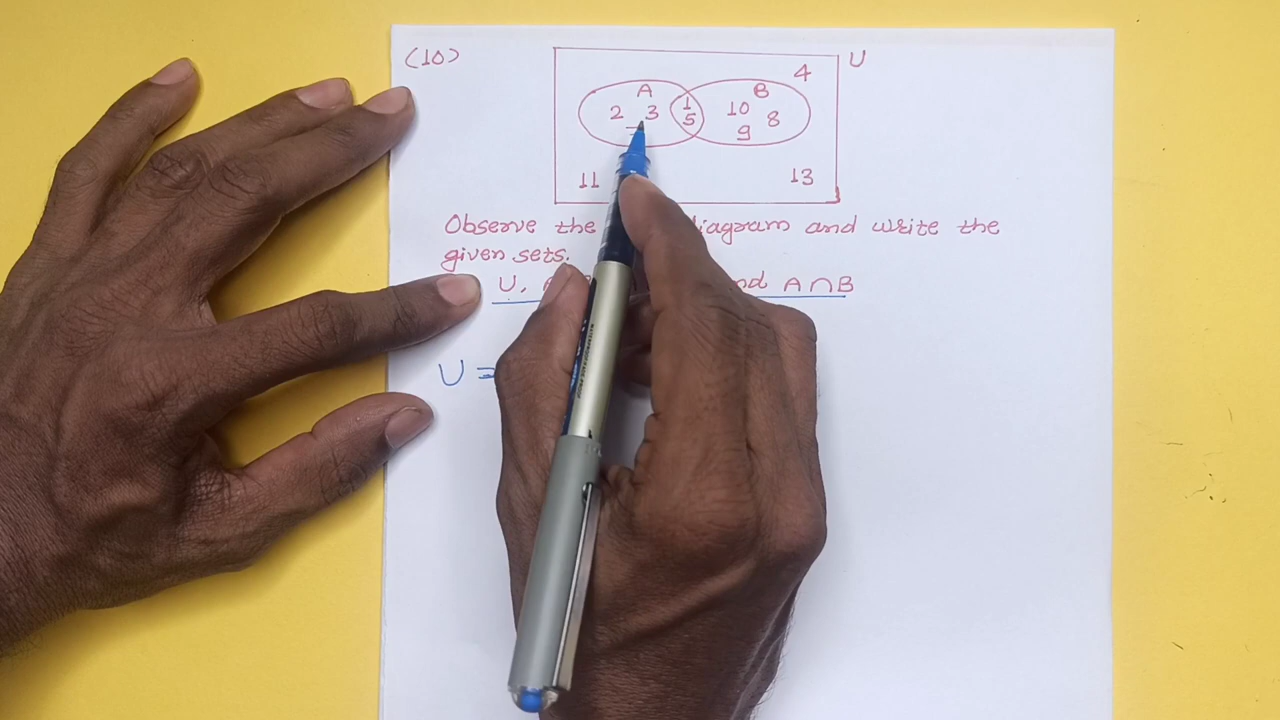 (10)
U
4
A B
2 3 1 10 8
5 9
11 13
Observe the diagram and write the
given sets.
U, and A∩B
U =